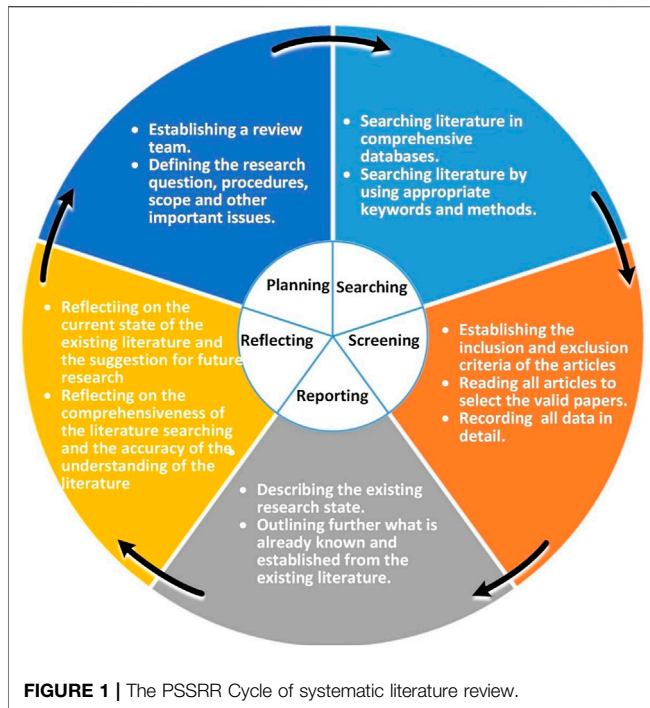 • Establishing a review
team.
• Defining the research
question, procedures,
scope and other
important issues.
• Searching literature in
comprehensive
databases.
• Searching literature by
using appropriate
keywords and methods.
Planning
Searching
Reflecting
Screening
Reporting
• Reflectiing on the
current state of the
existing literature and
the suggestion for future
research
• Reflecting on the
comprehensiveness of
the literature searching
and the accuracy of the
understanding of the
literature
• Establishing the
inclusion and exclusion
criteria of the articles
• Reading all articles to
select the valid papers.
• Recording all data in
detail.
• Describing the existing
research state.
• Outlining further what is
already known and
established from the
existing literature.
FIGURE 1 | The PSSRR Cycle of systematic literature review.